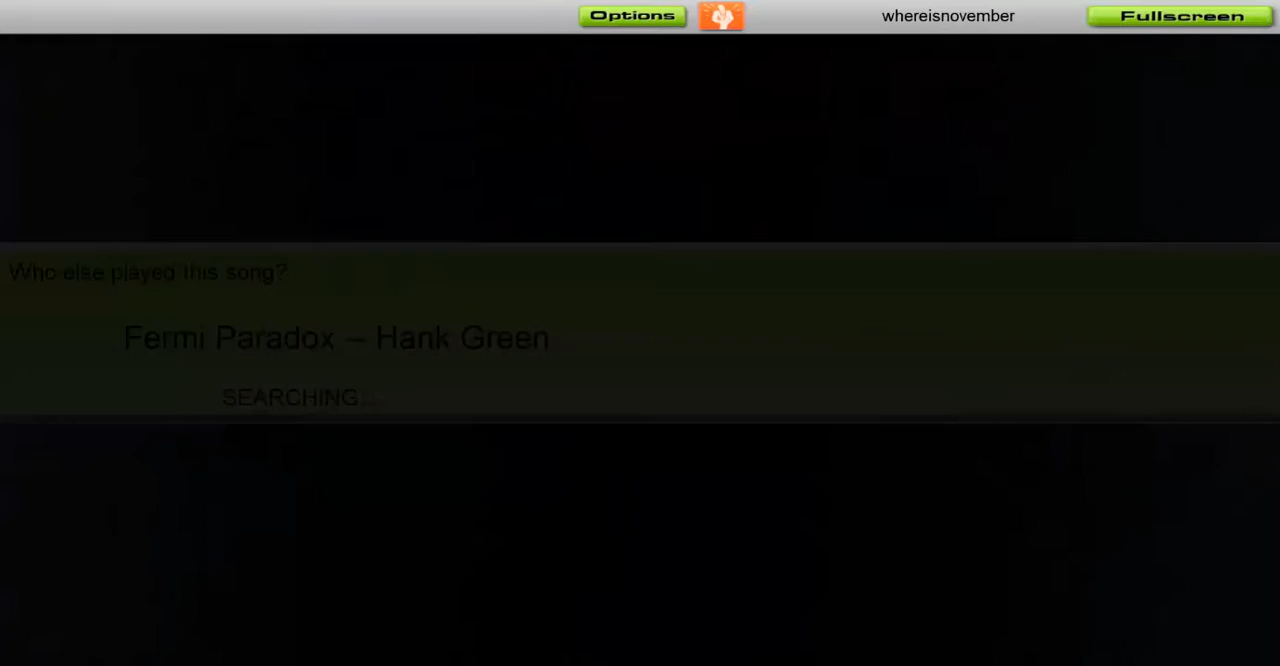 Options
whereisnovember
Fullscreen
Who else played this song?
Fermi Paradox – Hank Green
SEARCHING...